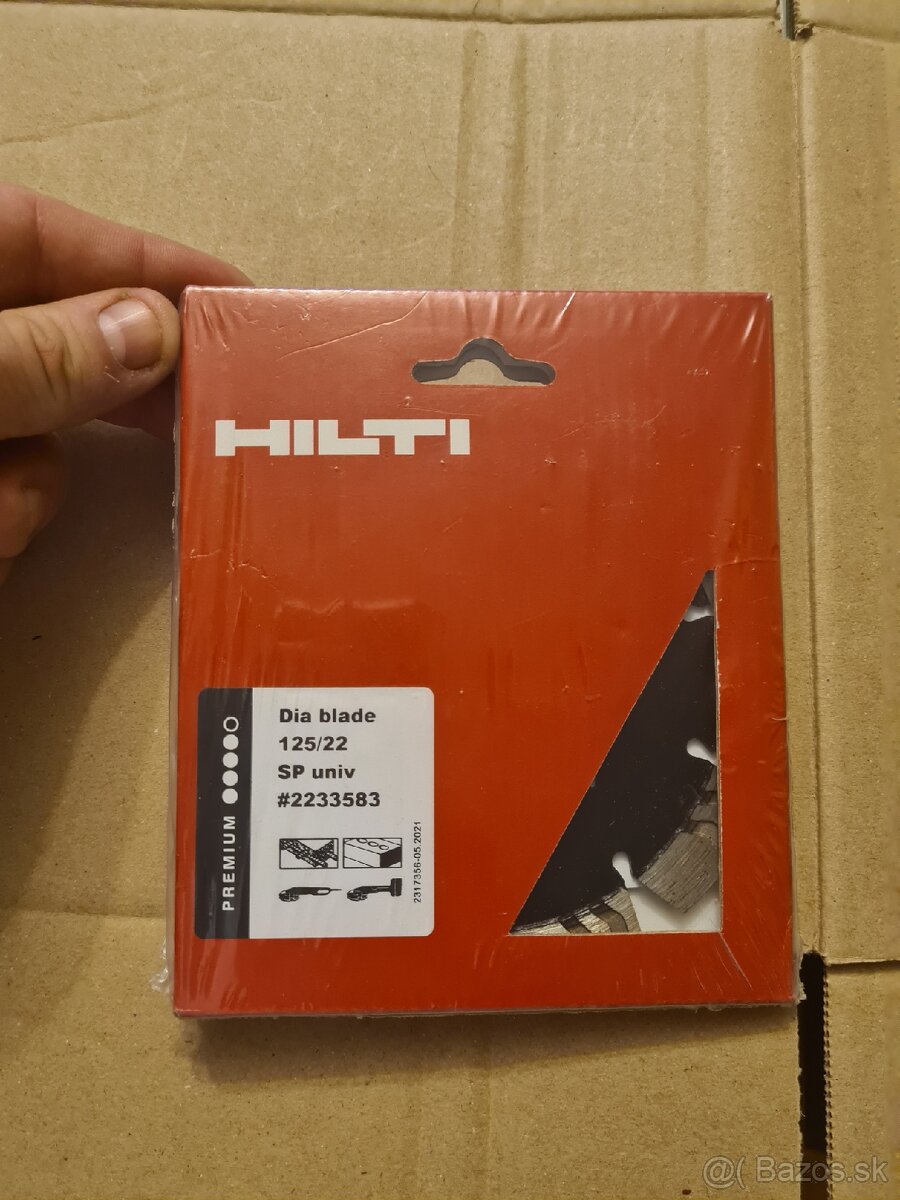 HILTI
PREMIUM
Dia blade
125/22
SP univ
#2233583
2317356-05.2021
@( Bazos.sk